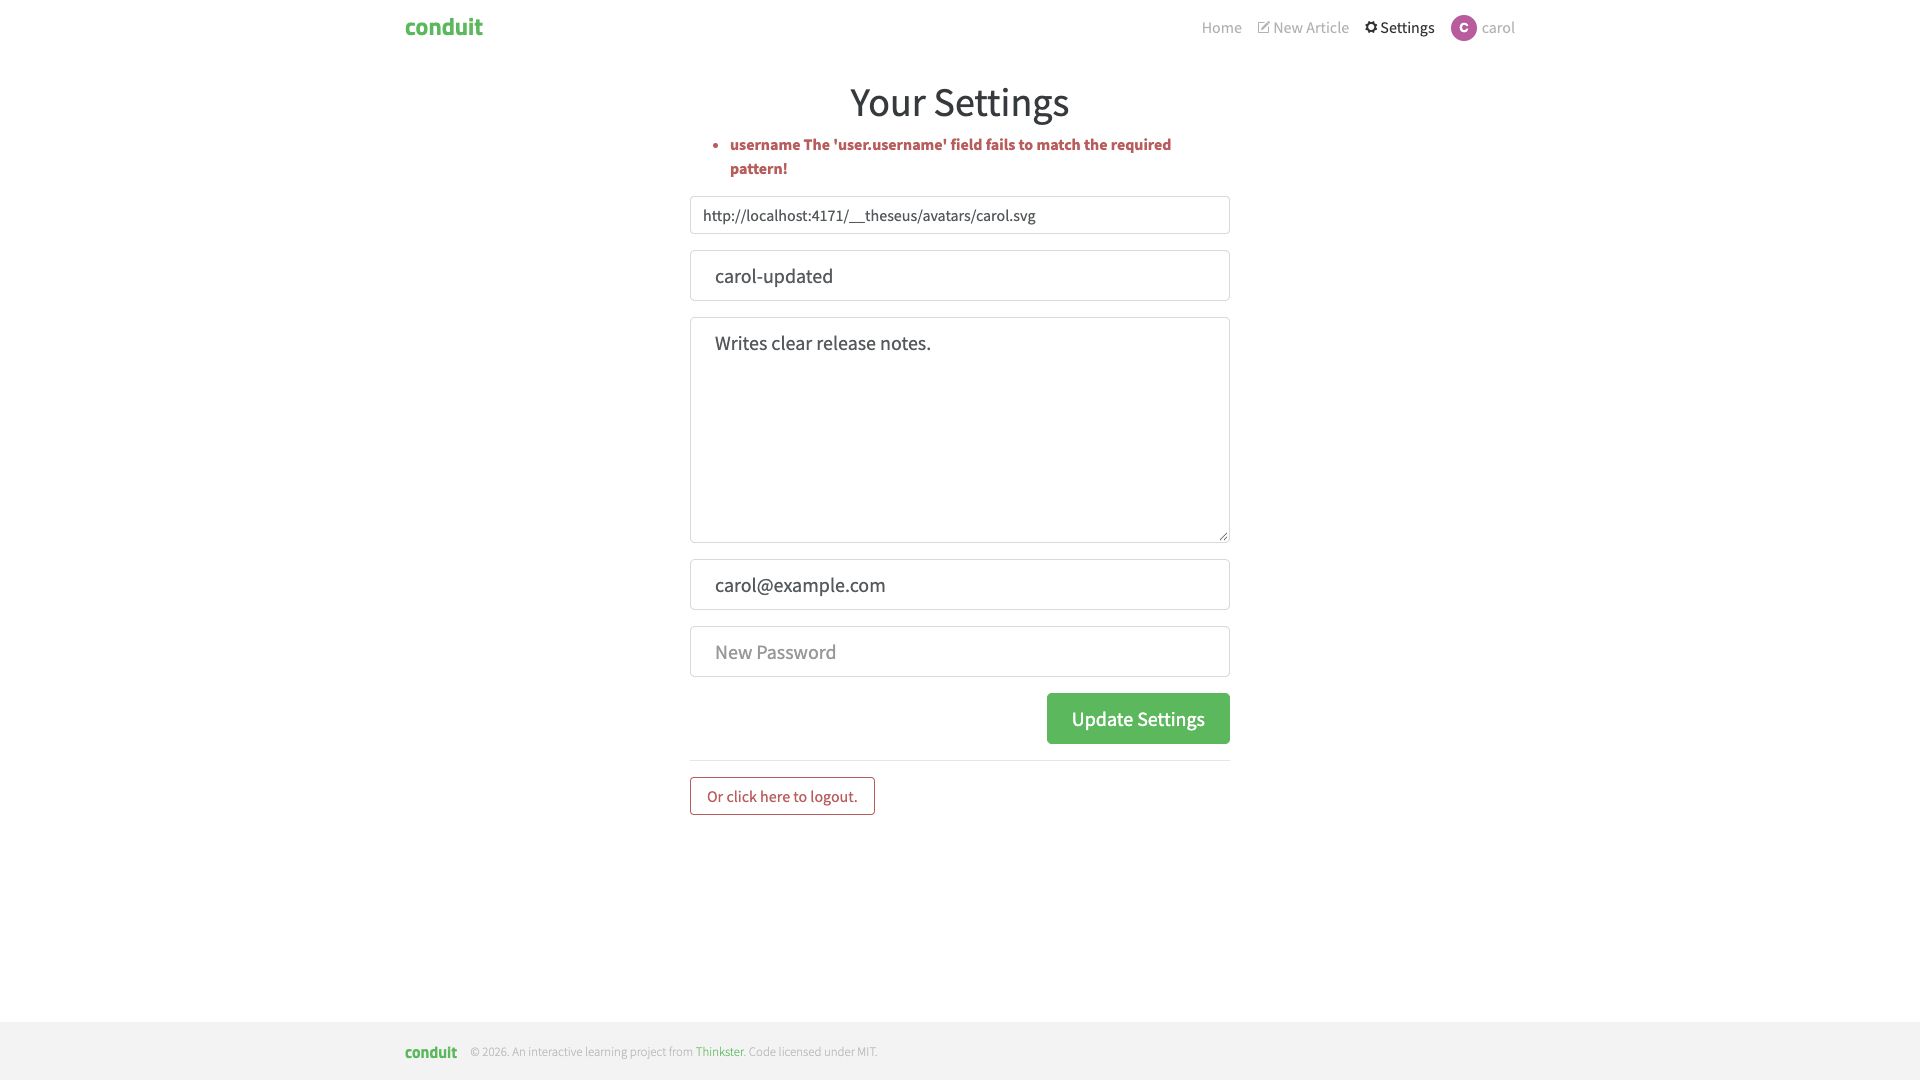 conduit
Home New Article Settings C carol
Your Settings
username The 'user.username' field fails to match the required
pattern!
http://localhost:4171/__theseus/avatars/carol.svg
carol-updated
Writes clear release notes.
carol@example.com
New Password
Update Settings
Or click here to logout.
conduit © 2026. An interactive learning project from Thinkster. Code licensed under MIT.